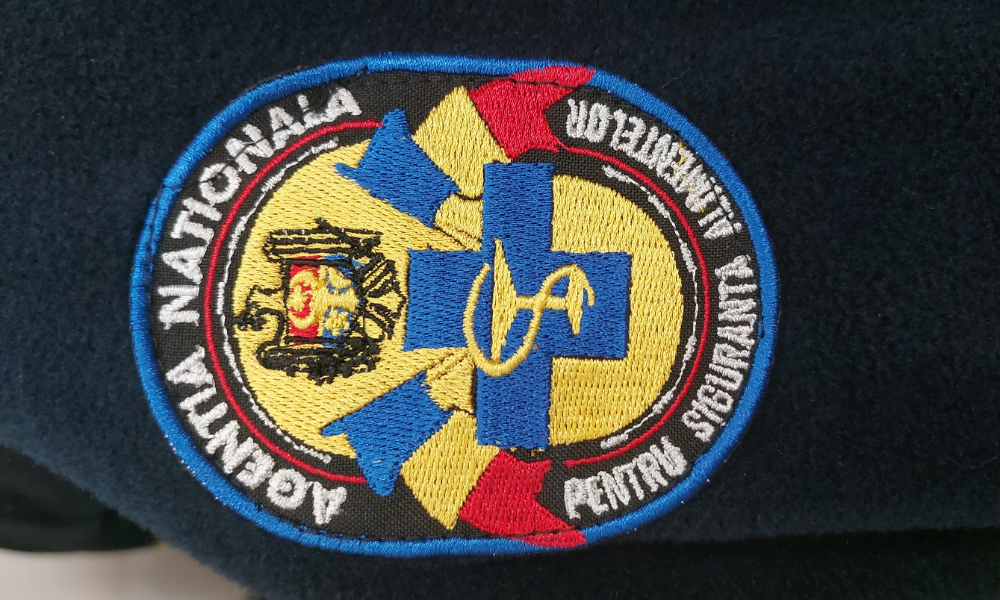 AGENTIA NATIONALA
PENTRU SIGURANTA ALIMENTELOR